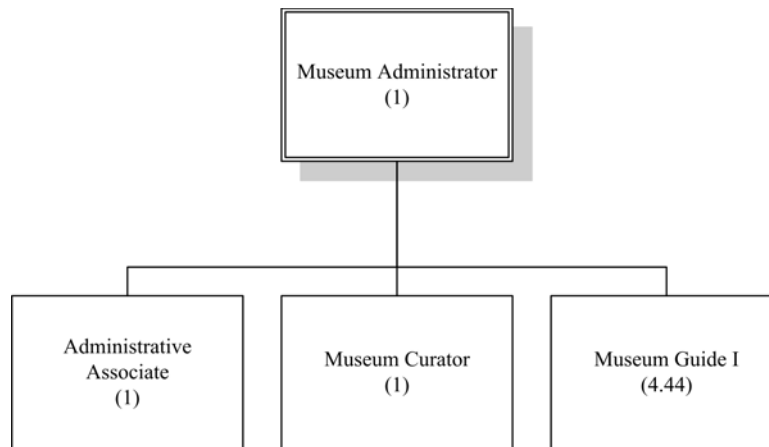 Museum Administrator
(1)
Administrative
Associate
(1)
Museum Curator
(1)
Museum Guide I
(4.44)